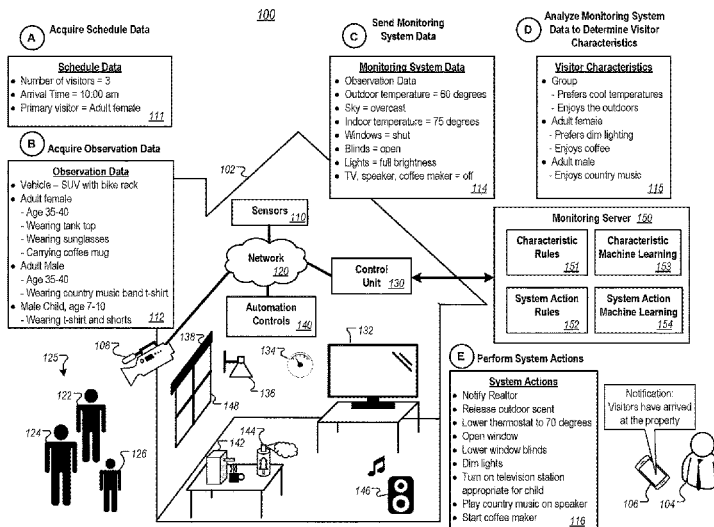 100
A Acquire Schedule Data
Schedule Data
• Number of visitors = 3
• Arrival Time = 10:00 am
• Primary visitor = Adult female
111
B Acquire Observation Data
Observation Data
• Vehicle – SUV with bike rack
• Adult female
- Age 35-40
- Wearing tank top
- Wearing sunglasses
- Carrying coffee mug
• Adult Male
- Age 35-40
- Wearing country music band t-shirt
• Male Child, age 7-10
- Wearing t-shirt and shorts
112
C Send Monitoring
System Data
Monitoring System Data
• Observation Data
• Outdoor temperature = 60 degrees
• Sky = overcast
• Indoor temperature = 75 degrees
• Windows = shut
• Blinds = open
• Lights = full brightness
• TV, speaker, coffee maker = off
114
D Analyze Monitoring System
Data to Determine Visitor
Characteristics
Visitor Characteristics
• Group
- Prefers cool temperatures
- Enjoys the outdoors
• Adult female
- Prefers dim lighting
- Enjoys coffee
• Adult male
- Enjoys country music
115
102
Sensors
110
Network
120
Control
Unit
130
Automation
Controls
140
Monitoring Server 150
Characteristic
Rules
151
Characteristic
Machine Learning
153
System Action
Rules
152
System Action
Machine Learning
154
108
138
148
136
134
132
125
122
124
126
142
144
146
E Perform System Actions
System Actions
• Notify Realtor
• Release outdoor scent
• Lower thermostat to 70 degrees
• Open window
• Lower window blinds
• Dim lights
• Turn on television station
appropriate for child
• Play country music on speaker
• Start coffee maker
116
Notification:
Visitors have arrived
at the property
106
104